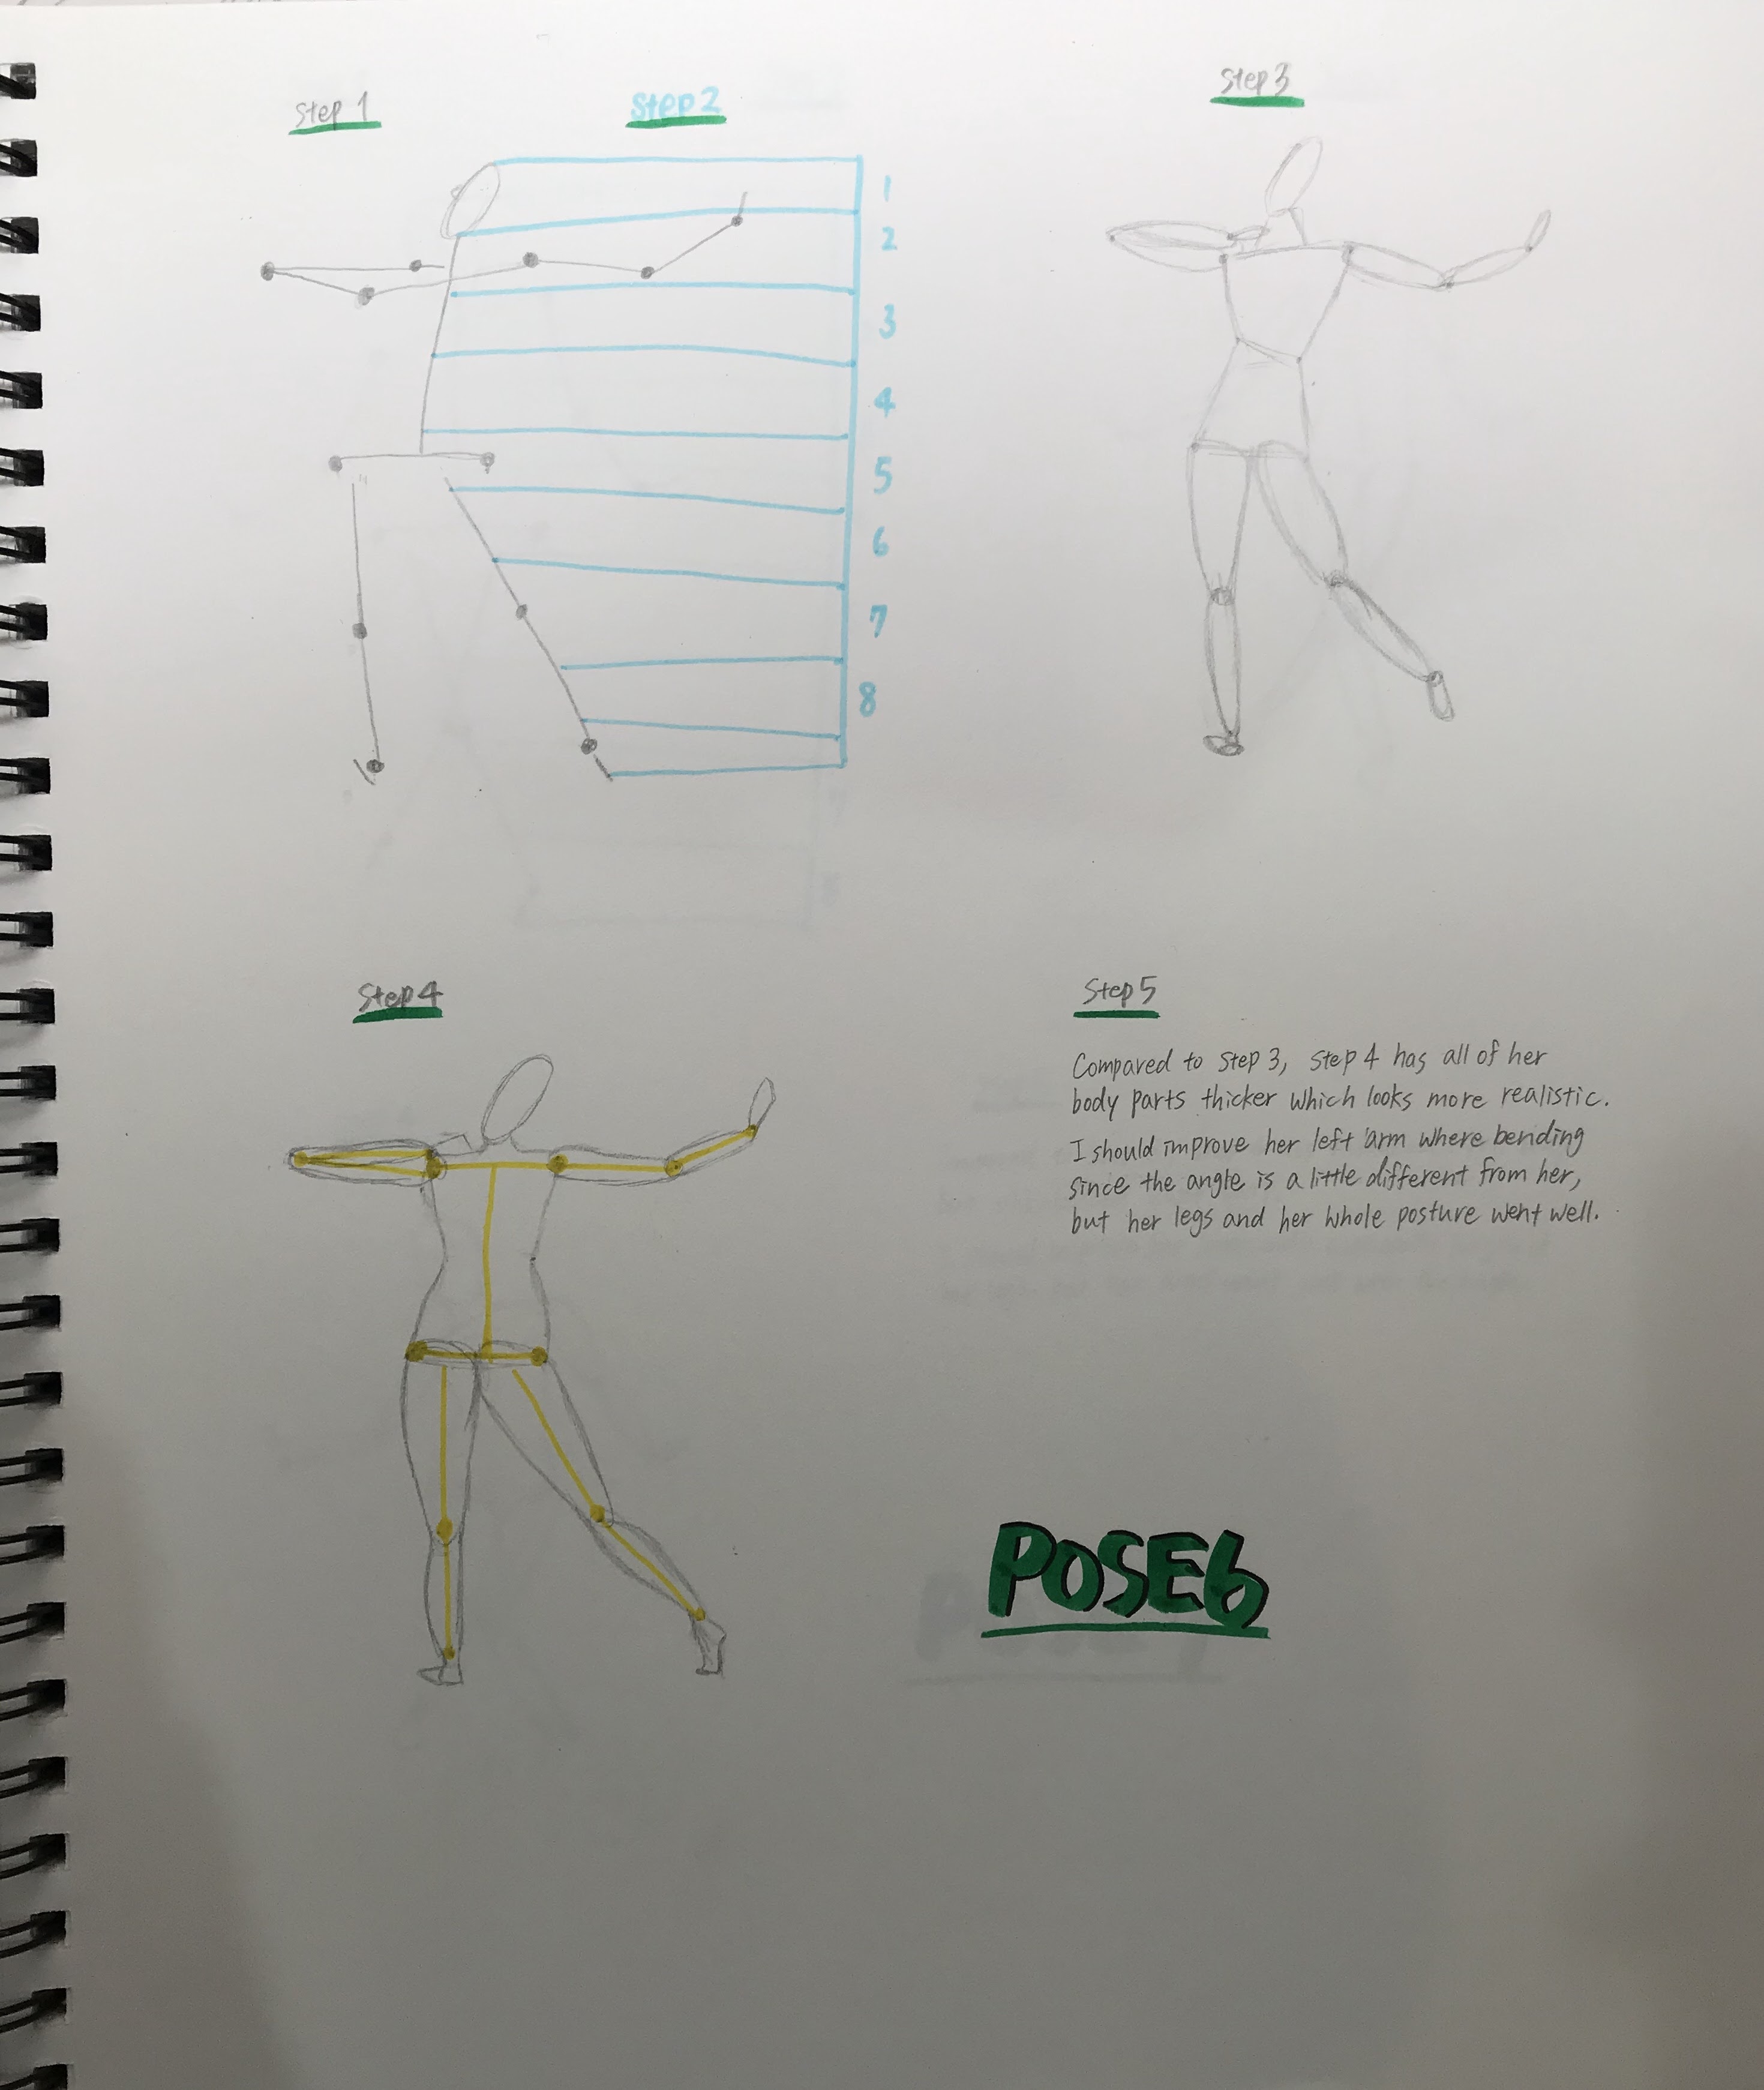 Step 1
Step 2
Step 3
1
2
3
4
5
6
7
8
Step 4
Step 5
Compared to Step 3, Step 4 has all of her
body parts thicker which looks more realistic.
I should improve her left arm where bending
since the angle is a little different from her,
but her legs and her whole posture went well.
POSE6